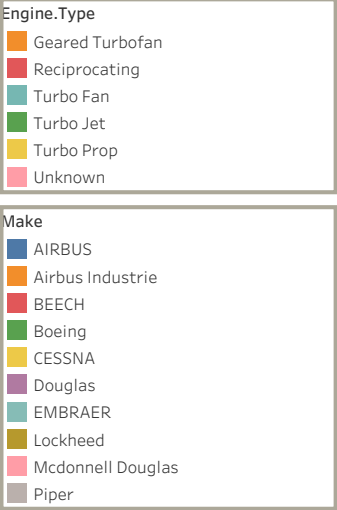 Engine.Type
Geared Turbofan
Reciprocating
Turbo Fan
Turbo Jet
Turbo Prop
Unknown
Make
AIRBUS
Airbus Industrie
BEECH
Boeing
CESSNA
Douglas
EMBRAER
Lockheed
Mcdonnell Douglas
Piper